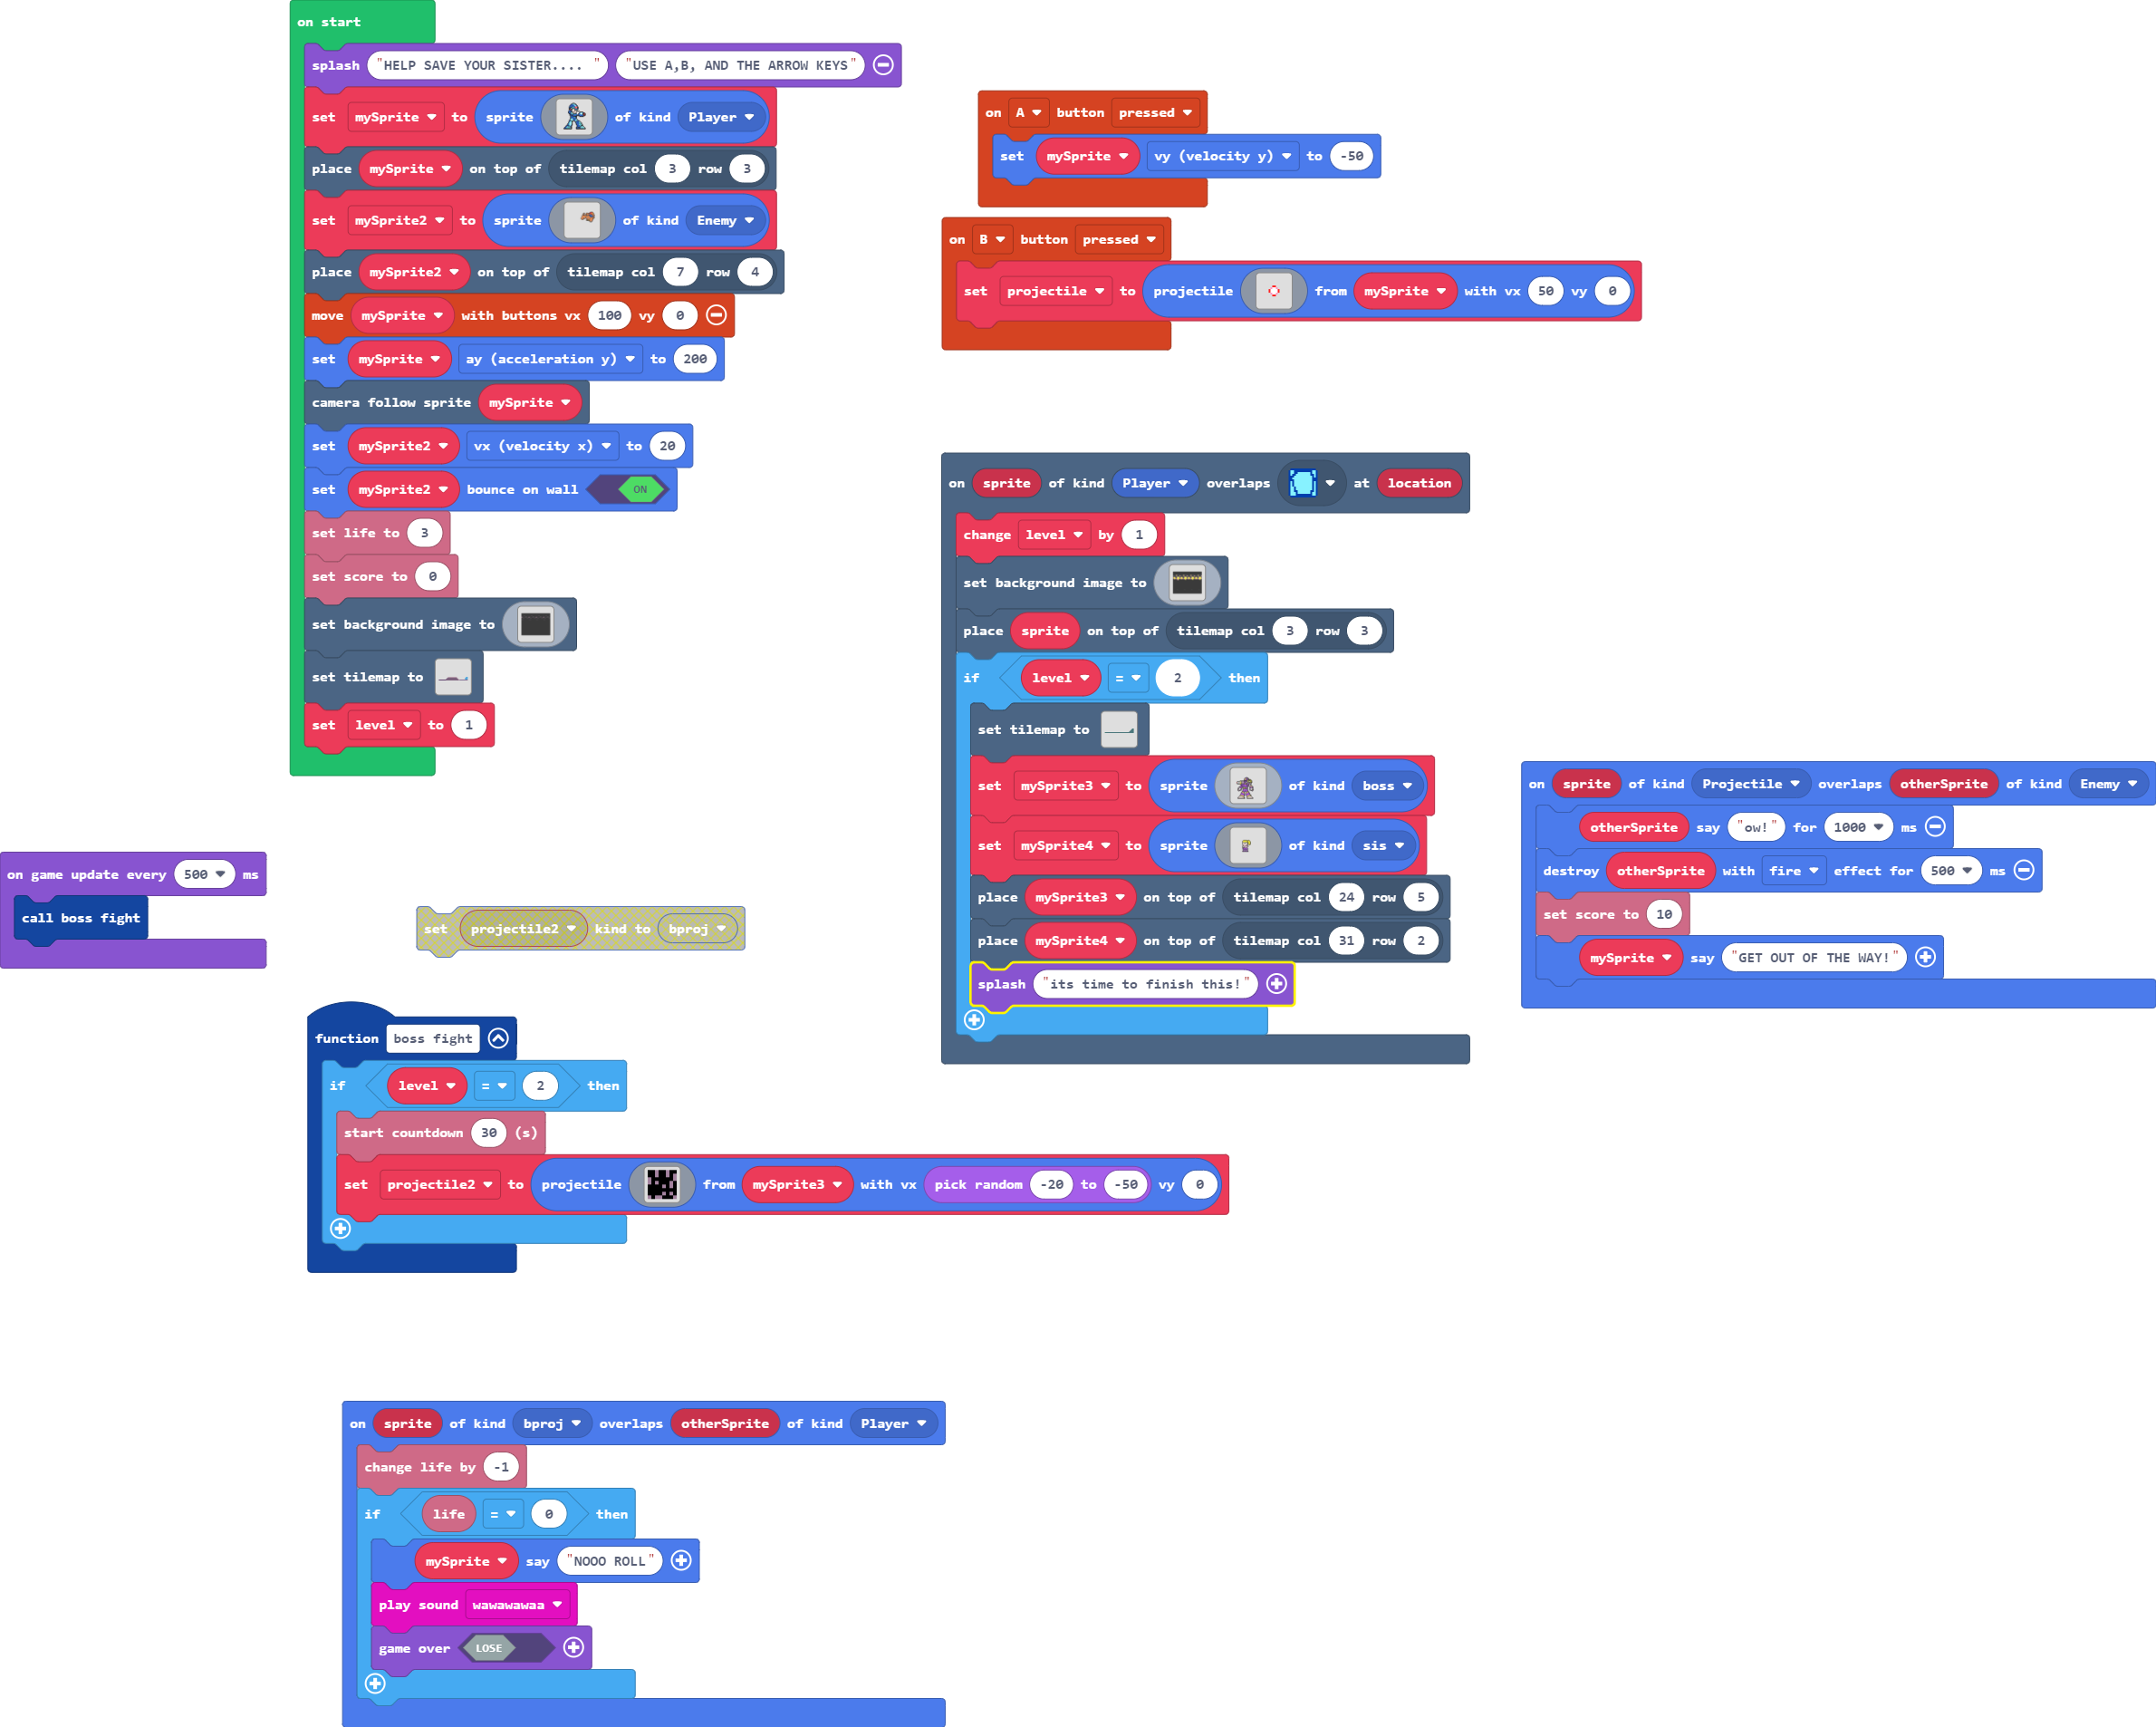 on start
splash "HELP SAVE YOUR SISTER.... " "USE A,B, AND THE ARROW KEYS"
set mySprite to sprite of kind Player
place mySprite on top of tilemap col 3 row 3
set mySprite2 to sprite of kind Enemy
place mySprite2 on top of tilemap col 7 row 4
move mySprite with buttons vx 100 vy 0
set mySprite ay (acceleration y) to 200
camera follow sprite mySprite
set mySprite2 vx (velocity x) to 20
set mySprite2 bounce on wall ON
set life to 3
set score to 0
set background image to
set tilemap to
set level to 1
on A button pressed
set mySprite vy (velocity y) to -50
on B button pressed
set projectile to projectile from mySprite with vx 50 vy 0
on sprite of kind Player overlaps at location
change level by 1
set background image to
place sprite on top of tilemap col 3 row 3
if level = 2 then
set tilemap to
set mySprite3 to sprite of kind boss
set mySprite4 to sprite of kind sis
place mySprite3 on top of tilemap col 24 row 5
place mySprite4 on top of tilemap col 31 row 2
splash "its time to finish this!"
on sprite of kind Projectile overlaps otherSprite of kind Enemy
otherSprite say "ow!" for 1000 ms
destroy otherSprite with fire effect for 500 ms
set score to 10
mySprite say "GET OUT OF THE WAY!"
on game update every 500 ms
call boss fight
set projectile2 kind to bproj
function boss fight
if level = 2 then
start countdown 30 (s)
set projectile2 to projectile from mySprite3 with vx pick random -20 to -50 vy 0
on sprite of kind bproj overlaps otherSprite of kind Player
change life by -1
if life = 0 then
mySprite say "NOOO ROLL"
play sound wawawawaa
game over LOSE